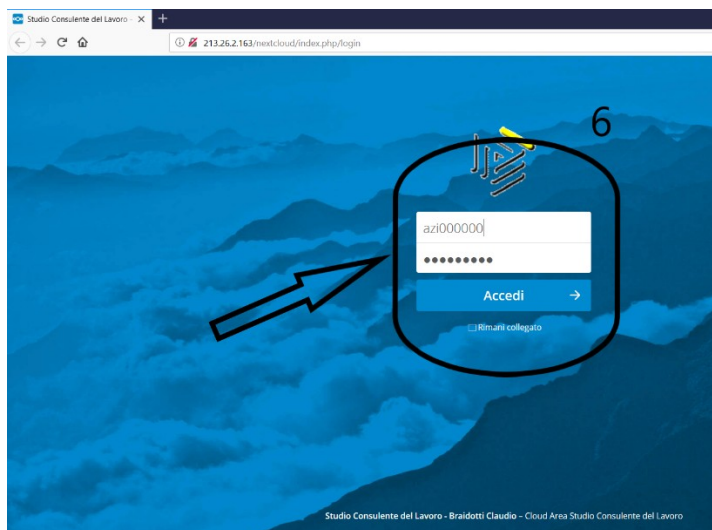 Studio Consulente del Lavoro -
213.26.2.163/nextcloud/index.php/login
6
azi000000
Accedi
Rimani collegato
Studio Consulente del Lavoro - Braidotti Claudio – Cloud Area Studio Consulente del Lavoro